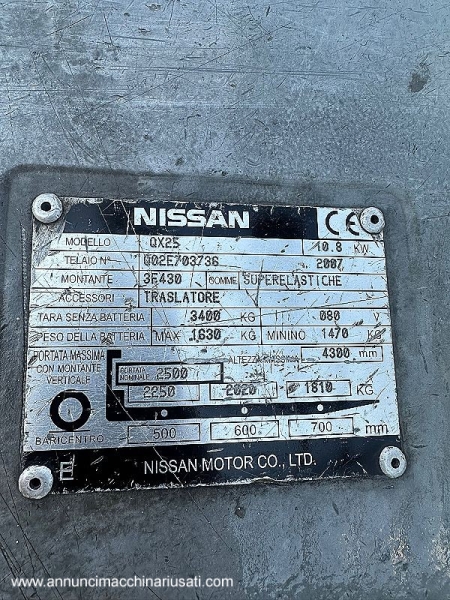 NISSAN CE
MODELLO QX25 10.8 KW
TELAIO N° Q02E703736 2007
MONTANTE 3F430 GOMME SUPERELASTICHE
ACCESSORI TRASLATORE
TARA SENZA BATTERIA 3400 KG 080 V
PESO DELLA BATTERIA MAX 1630 KG MININO 1470 KG
PORTATA MASSIMA ALTEZZA MASSIMA 4300 mm
CON MONTANTE PORTATA NOMINALE 2500
VERTICALE 2250 2020 1810 KG
BARICENTRO 500 600 700 mm
E NISSAN MOTOR CO., LTD.
www.annuncimacchinariusati.com